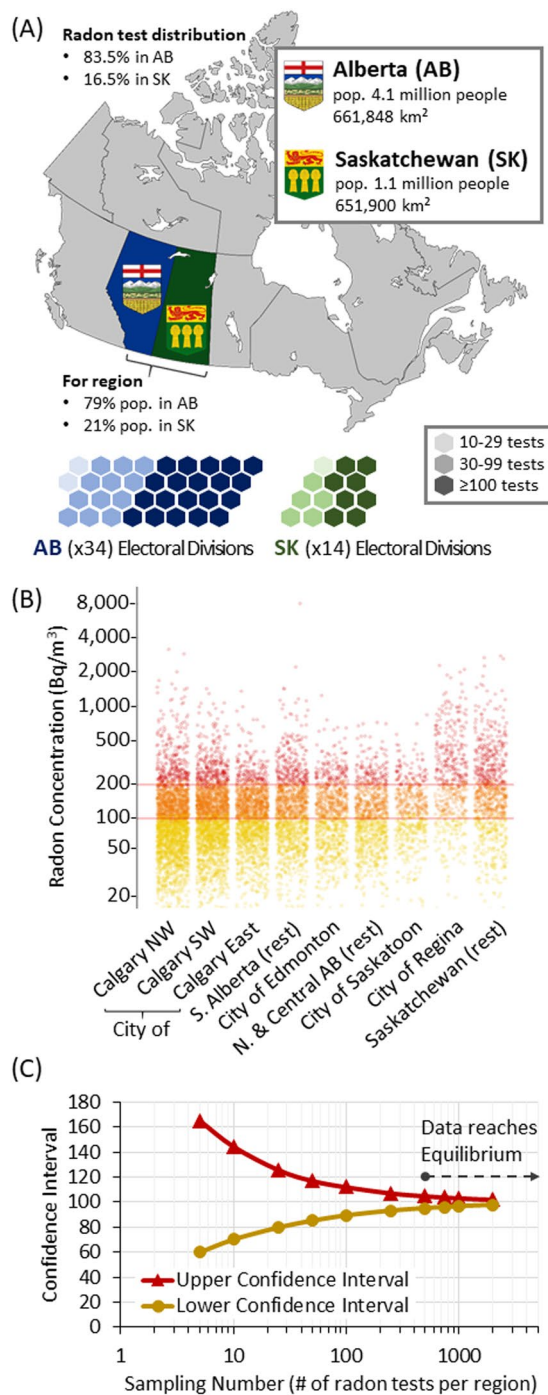 (A)
Radon test distribution
• 83.5% in AB
• 16.5% in SK
Alberta (AB)
pop. 4.1 million people
661,848 km²
Saskatchewan (SK)
pop. 1.1 million people
651,900 km²
For region
• 79% pop. in AB
• 21% pop. in SK
10-29 tests
30-99 tests
≥100 tests
AB (x34) Electoral Divisions
SK (x14) Electoral Divisions
(B)
Radon Concentration (Bq/m³)
8,000
4,000
2,000
1,000
500
200
100
50
20
Calgary NW
Calgary SW
Calgary East
S. Alberta (rest)
City of Edmonton
N. & Central AB (rest)
City of Saskatoon
City of Regina
Saskatchewan (rest)
City of
(C)
Confidence Interval
180
160
140
120
100
80
60
40
20
0
Data reaches
Equilibrium
Upper Confidence Interval
Lower Confidence Interval
1
10
100
1000
Sampling Number (# of radon tests per region)